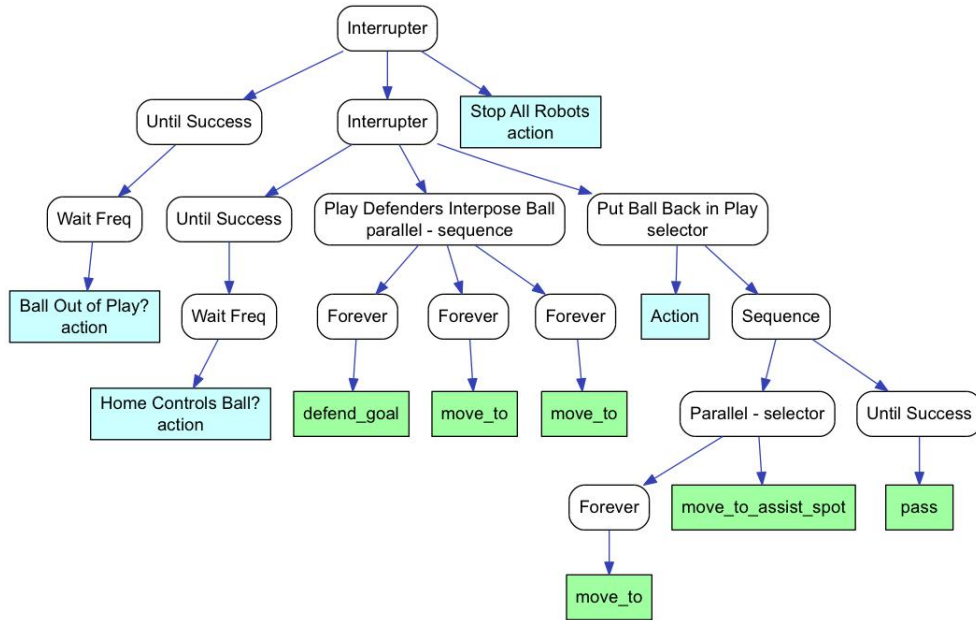 Interrupter
Until Success
Interrupter
Stop All Robots
action
Wait Freq
Until Success
Play Defenders Interpose Ball
parallel - sequence
Put Ball Back in Play
selector
Ball Out of Play?
action
Wait Freq
Forever
Forever
Forever
Action
Sequence
Home Controls Ball?
action
defend_goal
move_to
move_to
Parallel - selector
Until Success
Forever
move_to_assist_spot
pass
move_to